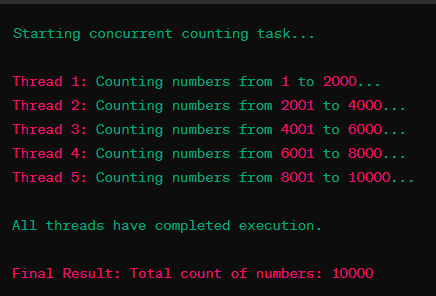 Starting concurrent counting task...
Thread 1: Counting numbers from 1 to 2000...
Thread 2: Counting numbers from 2001 to 4000...
Thread 3: Counting numbers from 4001 to 6000...
Thread 4: Counting numbers from 6001 to 8000...
Thread 5: Counting numbers from 8001 to 10000...
All threads have completed execution.
Final Result: Total count of numbers: 10000